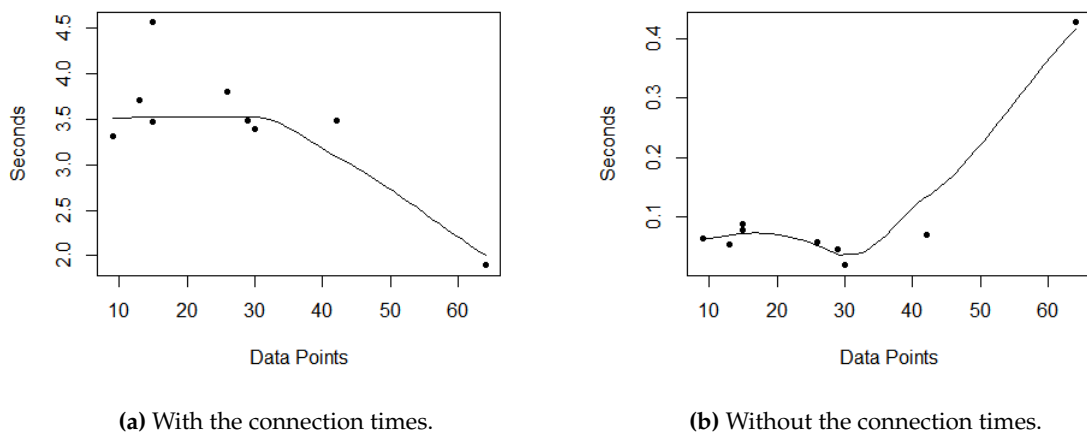 4.5
4.0
3.5
3.0
2.5
2.0
Seconds
10 20 30 40 50 60
Data Points
(a) With the connection times.
0.4
0.3
0.2
0.1
Seconds
10 20 30 40 50 60
Data Points
(b) Without the connection times.